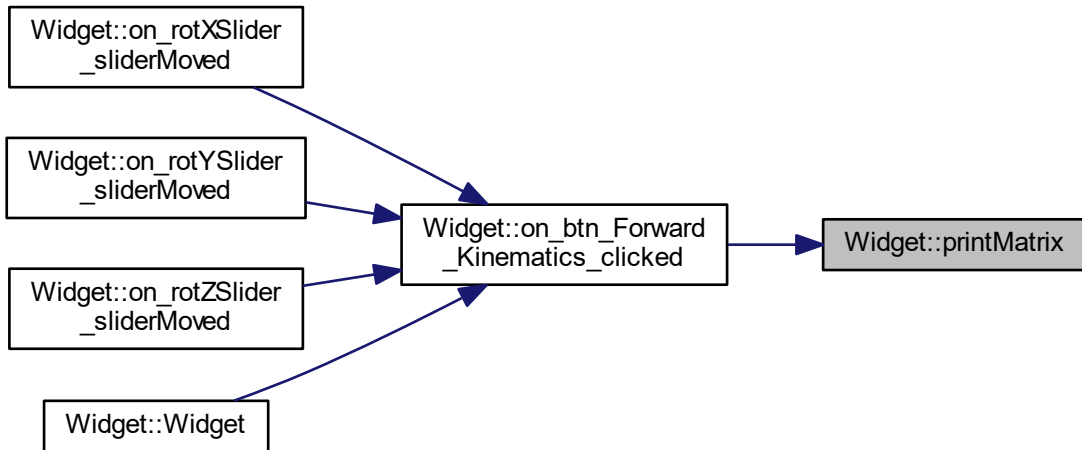 Widget::on_rotXSlider
_sliderMoved
Widget::on_rotYSlider
_sliderMoved
Widget::on_rotZSlider
_sliderMoved
Widget::Widget
Widget::on_btn_Forward
_Kinematics_clicked
Widget::printMatrix